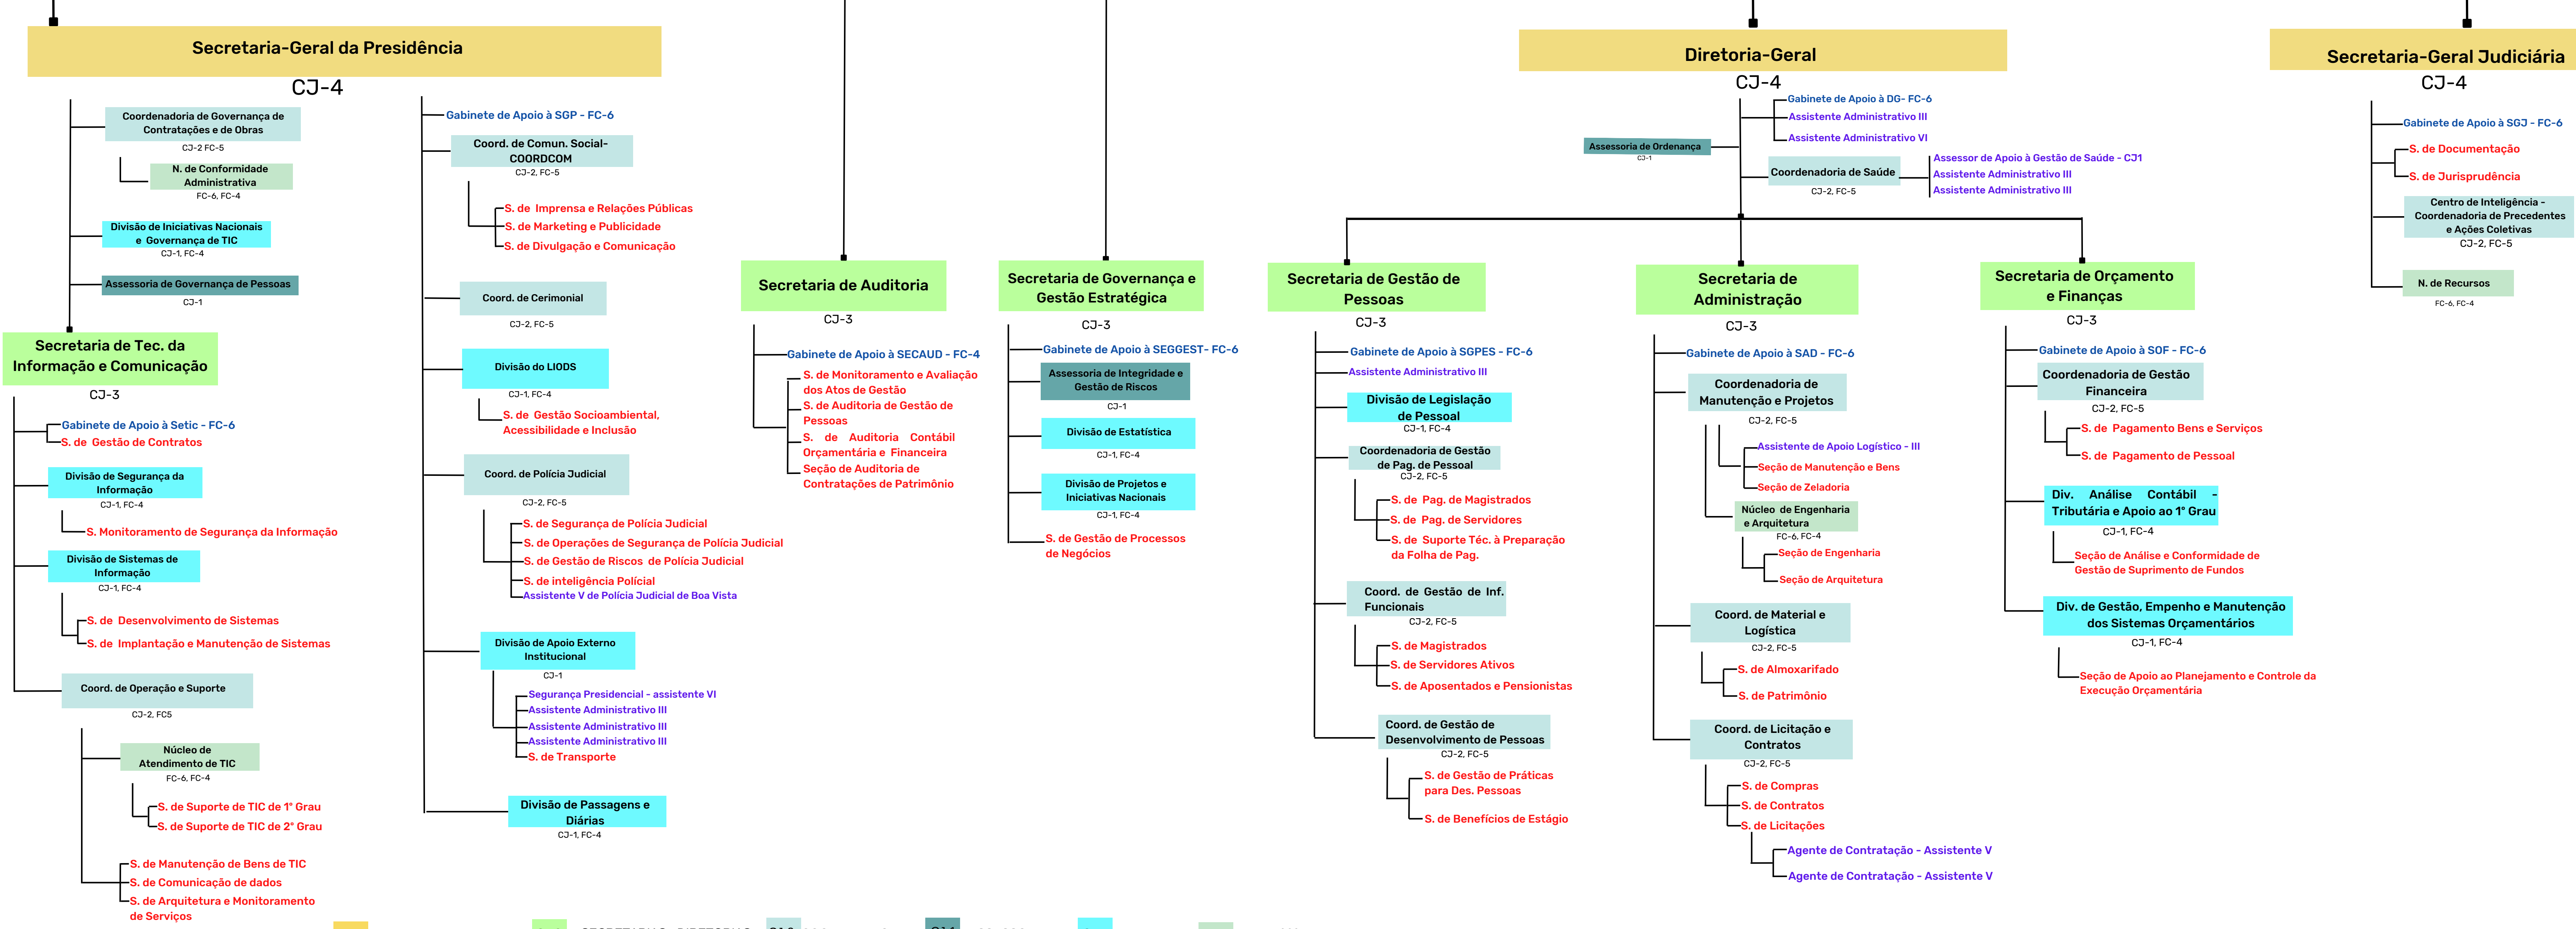 Secretaria-Geral da Presidência
CJ-4
Coordenadoria de Governança de
Contratações e de Obras
CJ-2 FC-5
N. de Conformidade
Administrativa
FC-6, FC-4
Divisão de Iniciativas Nacionais
e Governança de TIC
CJ-1, FC-4
Assessoria de Governança de Pessoas
CJ-1
Secretaria de Tec. da
Informação e Comunicação
CJ-3
Gabinete de Apoio à Setic - FC-6
S. de Gestão de Contratos
Divisão de Segurança da
Informação
CJ-1, FC-4
S. Monitoramento de Segurança da Informação
Divisão de Sistemas de
Informação
CJ-1, FC-4
S. de Desenvolvimento de Sistemas
S. de Implantação e Manutenção de Sistemas
Coord. de Operação e Suporte
CJ-2, FC5
Núcleo de
Atendimento de TIC
FC-6, FC-4
S. de Suporte de TIC de 1º Grau
S. de Suporte de TIC de 2º Grau
S. de Manutenção de Bens de TIC
S. de Comunicação de dados
S. de Arquitetura e Monitoramento
de Serviços
Gabinete de Apoio à SGP - FC-6
Coord. de Comun. Social-
COORDCOM
CJ-2, FC-5
S. de Imprensa e Relações Públicas
S. de Marketing e Publicidade
S. de Divulgação e Comunicação
Coord. de Cerimonial
CJ-2, FC-5
Divisão do LIODS
CJ-1, FC-4
S. de Gestão Socioambiental,
Acessibilidade e Inclusão
Coord. de Polícia Judicial
CJ-2, FC-5
S. de Segurança de Polícia Judicial
S. de Operações de Segurança de Polícia Judicial
S. de Gestão de Riscos de Polícia Judicial
S. de inteligência Polícial
Assistente V de Polícia Judicial de Boa Vista
Divisão de Apoio Externo
Institucional
CJ-1
Segurança Presidencial - assistente VI
Assistente Administrativo III
Assistente Administrativo III
Assistente Administrativo III
S. de Transporte
Divisão de Passagens e
Diárias
CJ-1, FC-4
Secretaria de Auditoria
CJ-3
Gabinete de Apoio à SECAUD - FC-4
S. de Monitoramento e Avaliação
dos Atos de Gestão
S. de Auditoria de Gestão de
Pessoas
S. de Auditoria Contábil
Orçamentária e Financeira
Seção de Auditoria de
Contratações de Patrimônio
Secretaria de Governança e
Gestão Estratégica
CJ-3
Gabinete de Apoio à SEGGEST- FC-6
Assessoria de Integridade e
Gestão de Riscos
CJ-1
Divisão de Estatística
CJ-1, FC-4
Divisão de Projetos e
Iniciativas Nacionais
CJ-1, FC-4
S. de Gestão de Processos
de Negócios
Diretoria-Geral
CJ-4
Gabinete de Apoio à DG- FC-6
Assistente Administrativo III
Assistente Administrativo VI
Assessoria de Ordenança
CJ-1
Coordenadoria de Saúde
CJ-2, FC-5
Assessor de Apoio à Gestão de Saúde - CJ1
Assistente Administrativo III
Assistente Administrativo III
Secretaria de Gestão de
Pessoas
CJ-3
Gabinete de Apoio à SGPES - FC-6
Assistente Administrativo III
Divisão de Legislação
de Pessoal
CJ-1, FC-4
Coordenadoria de Gestão
de Pag. de Pessoal
CJ-2, FC-5
S. de Pag. de Magistrados
S. de Pag. de Servidores
S. de Suporte Téc. à Preparação
da Folha de Pag.
Coord. de Gestão de Inf.
Funcionais
CJ-2, FC-5
S. de Magistrados
S. de Servidores Ativos
S. de Aposentados e Pensionistas
Coord. de Gestão de
Desenvolvimento de Pessoas
CJ-2, FC-5
S. de Gestão de Práticas
para Des. Pessoas
S. de Benefícios de Estágio
Secretaria de
Administração
CJ-3
Gabinete de Apoio à SAD - FC-6
Coordenadoria de
Manutenção e Projetos
CJ-2, FC-5
Assistente de Apoio Logístico - III
Seção de Manutenção e Bens
Seção de Zeladoria
Núcleo de Engenharia
e Arquitetura
FC-6, FC-4
Seção de Engenharia
Seção de Arquitetura
Coord. de Material e
Logística
CJ-2, FC-5
S. de Almoxarifado
S. de Patrimônio
Coord. de Licitação e
Contratos
CJ-2, FC-5
S. de Compras
S. de Contratos
S. de Licitações
Agente de Contratação - Assistente V
Agente de Contratação - Assistente V
Secretaria de Orçamento
e Finanças
CJ-3
Gabinete de Apoio à SOF - FC-6
Coordenadoria de Gestão
Financeira
CJ-2, FC-5
S. de Pagamento Bens e Serviços
S. de Pagamento de Pessoal
Div. Análise Contábil -
Tributária e Apoio ao 1º Grau
CJ-1, FC-4
Seção de Análise e Conformidade de
Gestão de Suprimento de Fundos
Div. de Gestão, Empenho e Manutenção
dos Sistemas Orçamentários
CJ-1, FC-4
Seção de Apoio ao Planejamento e Controle da
Execução Orçamentária
Secretaria-Geral Judiciária
CJ-4
Gabinete de Apoio à SGJ - FC-6
S. de Documentação
S. de Jurisprudência
Centro de Inteligência -
Coordenadoria de Precedentes
e Ações Coletivas
CJ-2, FC-5
N. de Recursos
FC-6, FC-4